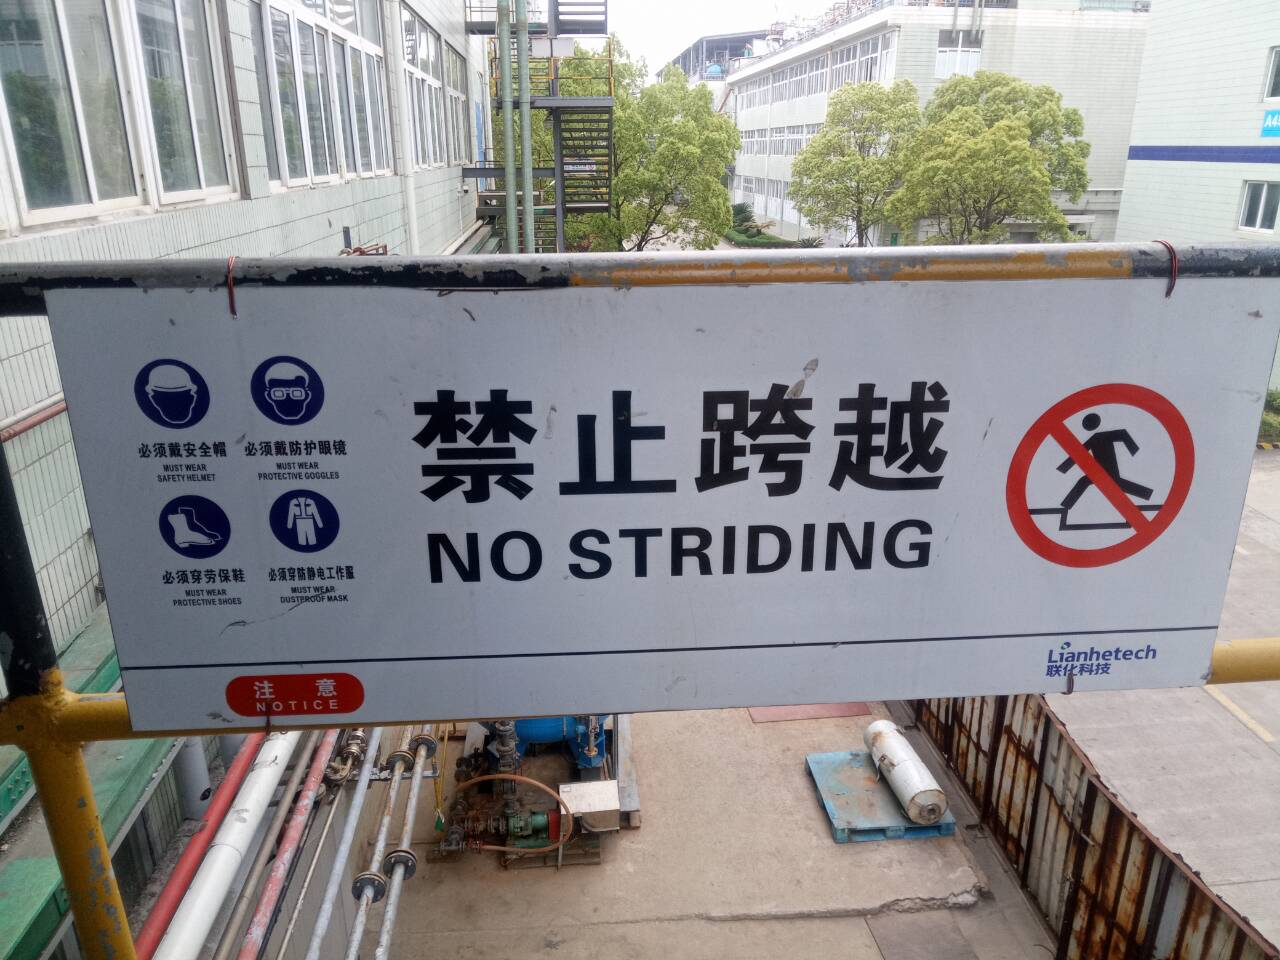 必须戴安全帽
MUST WEAR
SAFETY HELMET
必须戴防护眼镜
MUST WEAR
PROTECTIVE GOGGLES
必须穿劳保鞋
MUST WEAR
PROTECTIVE SHOES
必须穿防静电工作服
MUST WEAR
DUSTPROOF MASK
禁止跨越
NO STRIDING
注 意
NOTICE
Lianhetech
联化科技